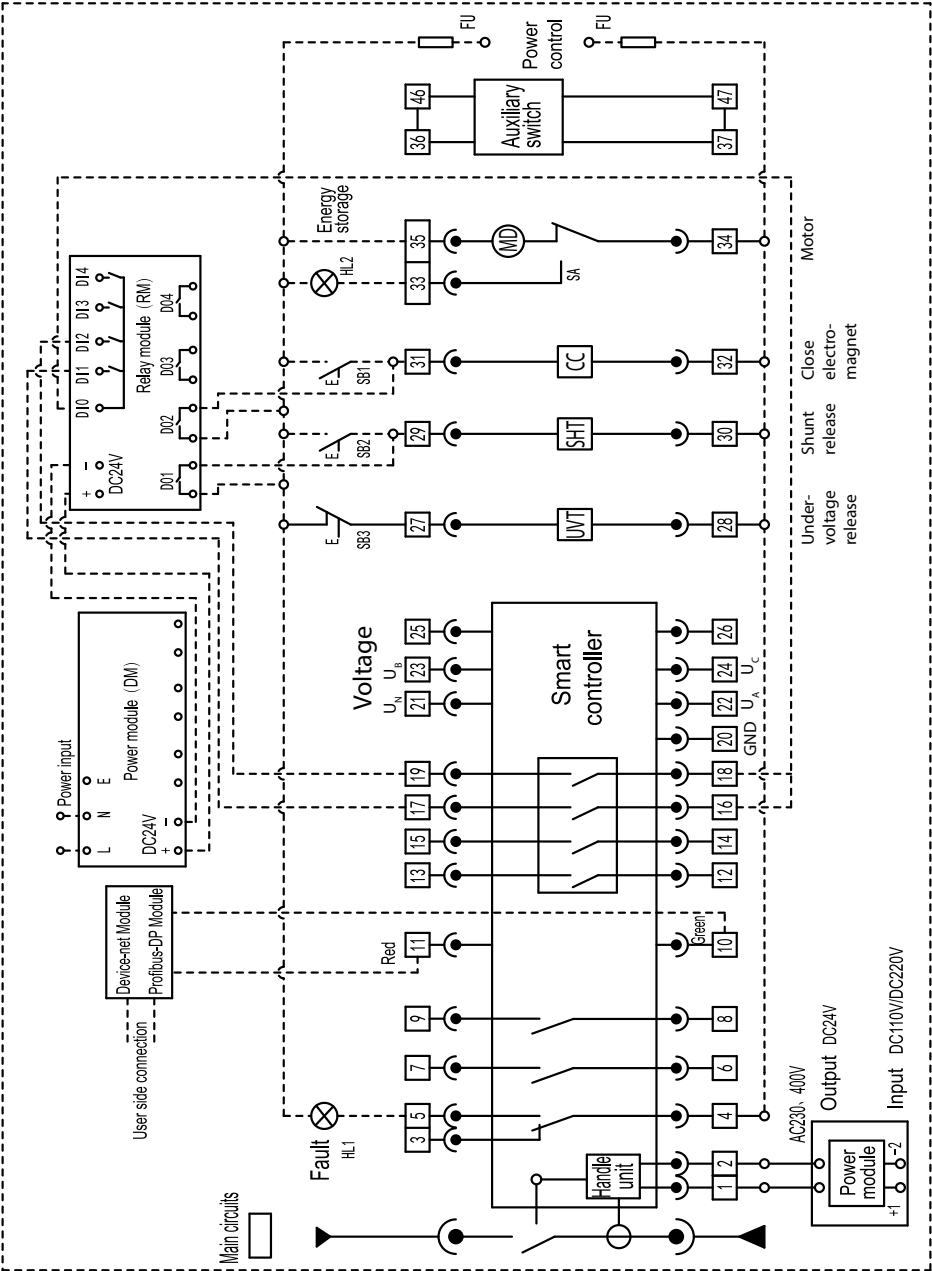 Main circuits
User side connection
Device-net Module
Profibus-DP Module
Power input
L
N
E
Power module (DM)
DC24V
+
−
+
−
DC24V
DI0
DI1
DI2
DI3
DI4
Relay module (RM)
D01
D02
D03
D04
FU
Power
control
FU
Fault
HL1
Red
Voltage
UN
UB
E
SB3
E
SB2
E
SB1
HL2
Energy
storage
3
5
7
9
11
13
15
17
19
21
23
25
27
29
31
33
35
36
46
Handle
unit
Smart
controller
UVT
SHT
CC
SA
MD
Auxiliary
switch
Green
1
2
4
6
8
10
12
14
16
18
20
22
24
26
28
30
32
34
37
47
GND
UA
UC
Under-
voltage
release
Shunt
release
Close
electro-
magnet
Motor
AC230、400V
Output DC24V
Power
module
+1
−2
Input DC110V/DC220V